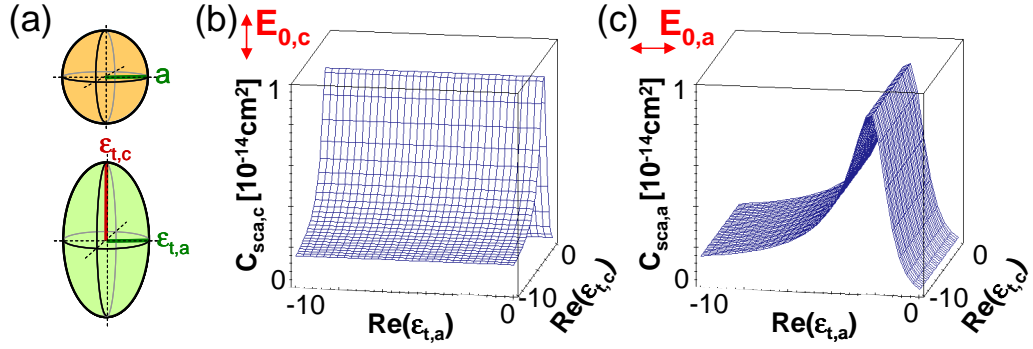 (a)
a
εt,c
εt,a
(b)
E0,c
Csca,c [10-14cm2]
1
0
-10
0
Re(εt,a)
-10
0
Re(εt,c)
(c)
E0,a
Csca,a [10-14cm2]
1
0
-10
0
Re(εt,a)
-10
0
Re(εt,c)